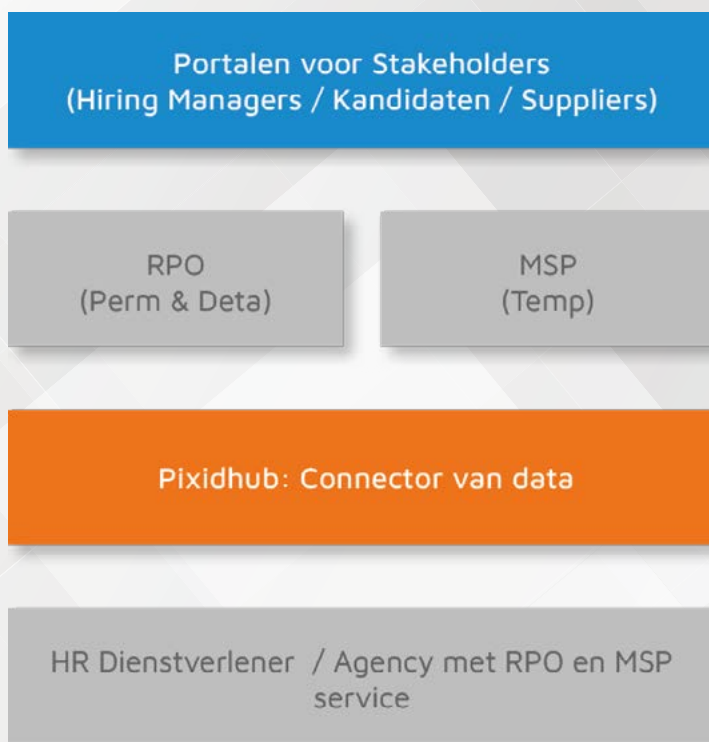 Portalen voor Stakeholders
(Hiring Managers / Kandidaten / Suppliers)
RPO
(Perm & Deta)
MSP
(Temp)
Pixidhub: Connector van data
HR Dienstverlener / Agency met RPO en MSP
service